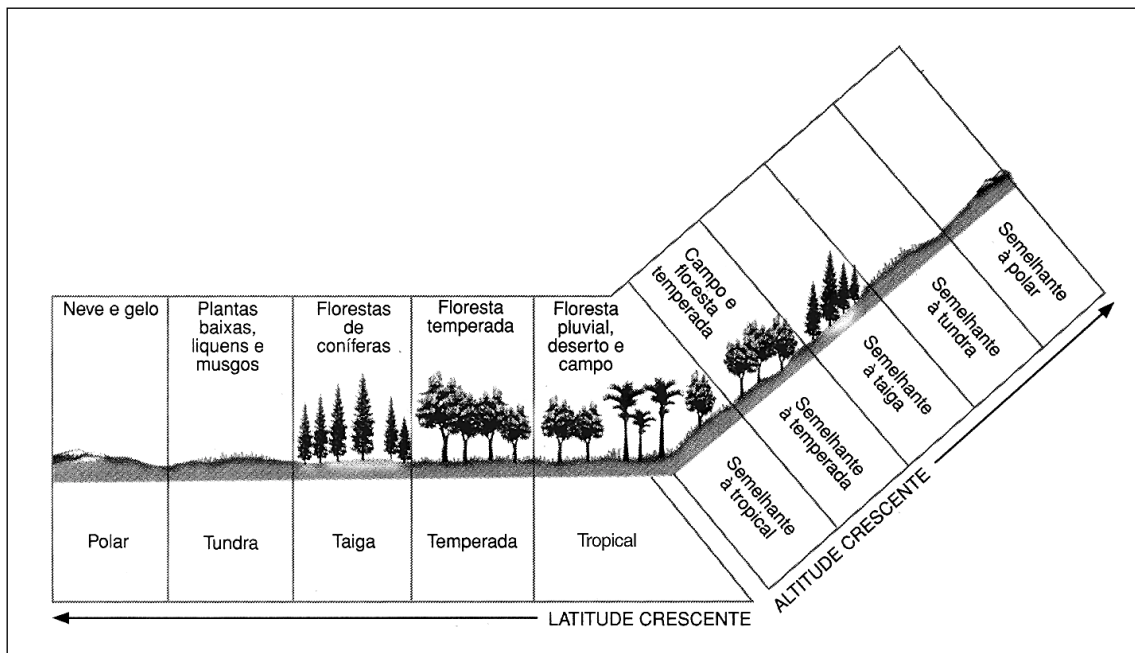 Neve e gelo
Plantas
baixas,
liquens e
musgos
Florestas
de
coníferas
Floresta
temperada
Floresta
pluvial,
deserto e
campo
Campo e
floresta
temperada
Polar
Tundra
Taiga
Temperada
Tropical
Semelhante
à tropical
Semelhante
à temperada
Semelhante
à taiga
Semelhante
à tundra
Semelhante
à polar
LATITUDE CRESCENTE
ALTITUDE CRESCENTE